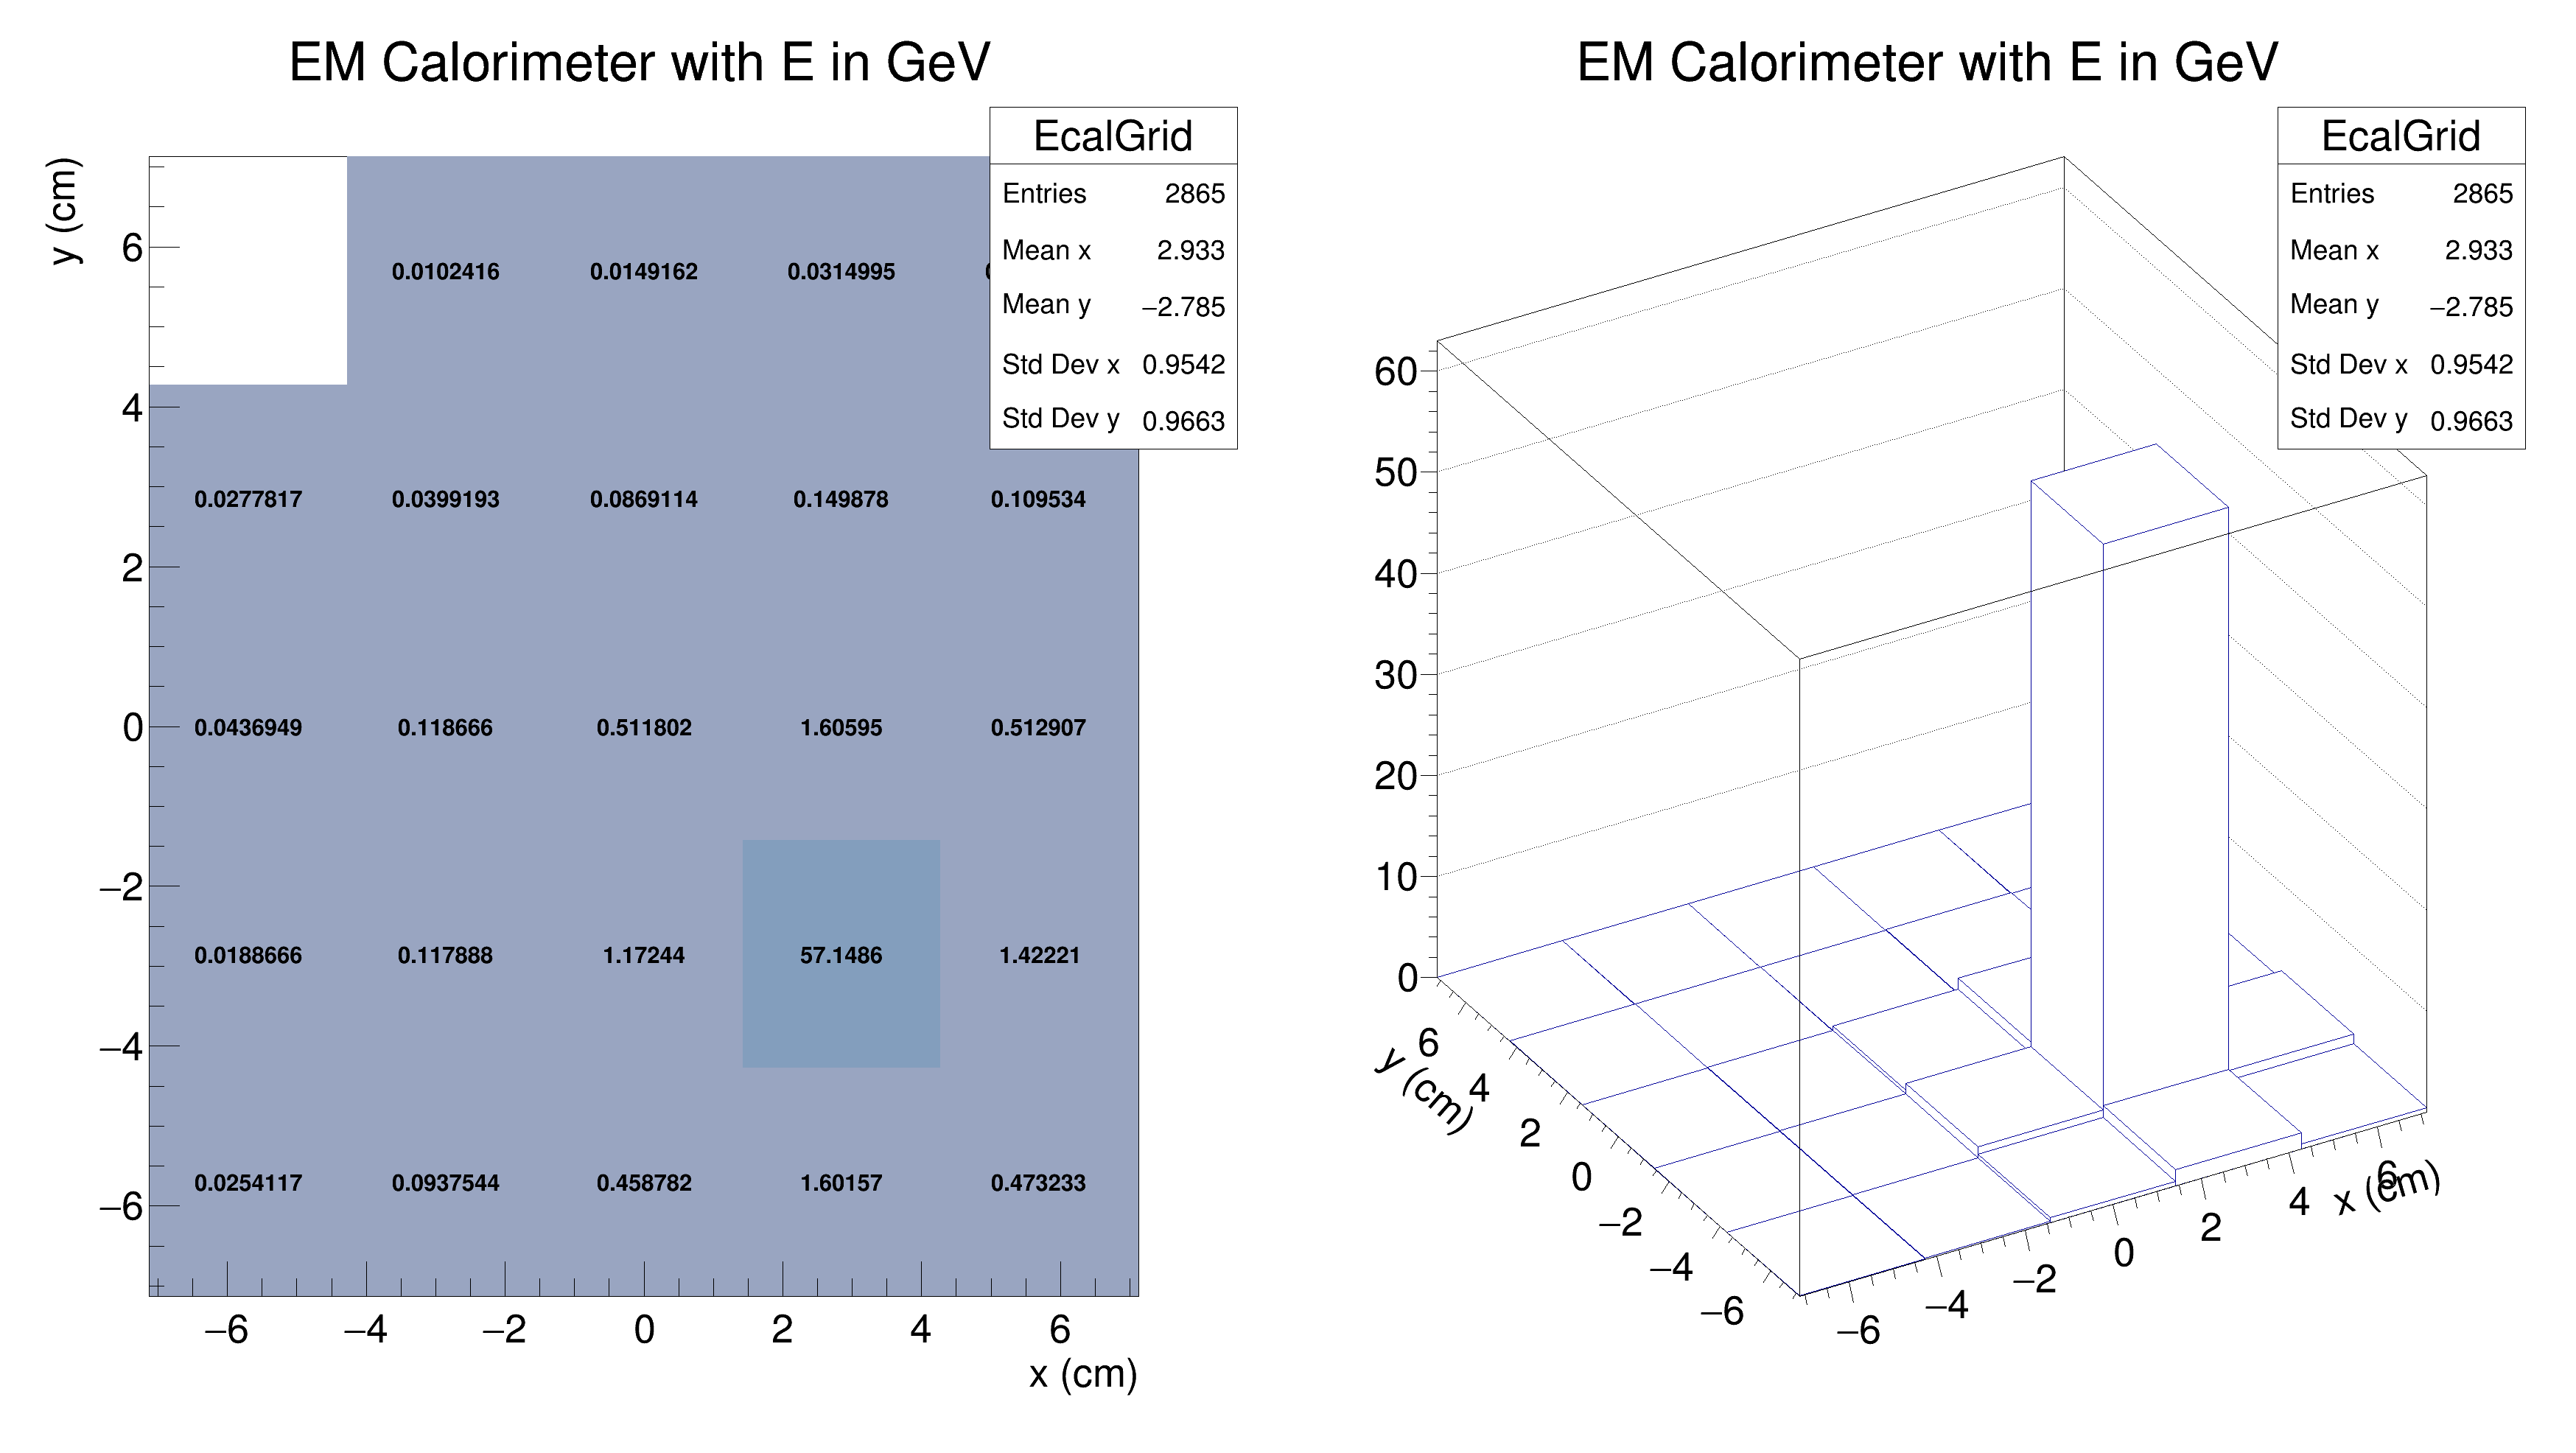 EM Calorimeter with E in GeV
EcalGrid
Entries 2865
Mean x 2.933
Mean y −2.785
Std Dev x 0.9542
Std Dev y 0.9663
y (cm)
6
4
2
0
−2
−4
−6
0.0102416 0.0149162 0.0314995
0.0277817 0.0399193 0.0869114 0.149878 0.109534
0.0436949 0.118666 0.511802 1.60595 0.512907
0.0188666 0.117888 1.17244 57.1486 1.42221
0.0254117 0.0937544 0.458782 1.60157 0.473233
−6 −4 −2 0 2 4 6
x (cm)
EM Calorimeter with E in GeV
EcalGrid
Entries 2865
Mean x 2.933
Mean y −2.785
Std Dev x 0.9542
Std Dev y 0.9663
60
50
40
30
20
10
0
y (cm)
6
4
2
0
−2
−4
−6
−6 −4 −2 0 2 4 6
x (cm)